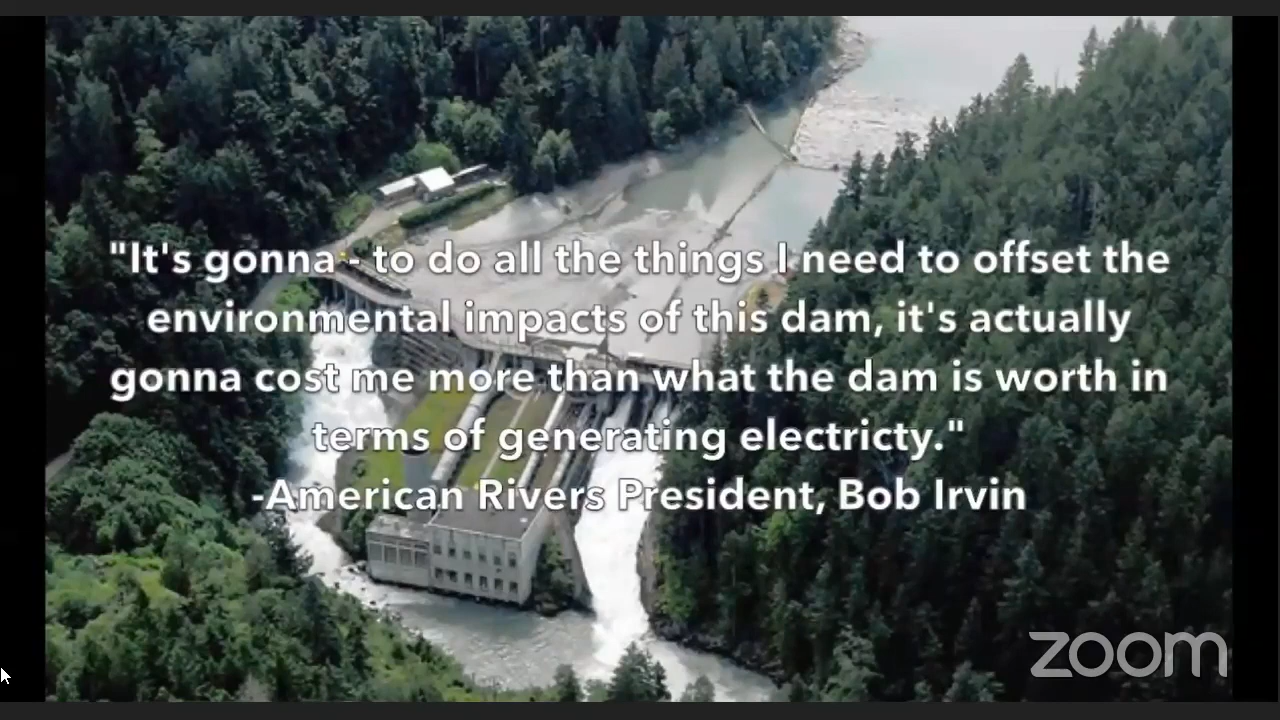 "It's gonna - to do all the things I need to offset the
environmental impacts of this dam, it's actually
gonna cost me more than what the dam is worth in
terms of generating electricty."
-American Rivers President, Bob Irvin
zoom